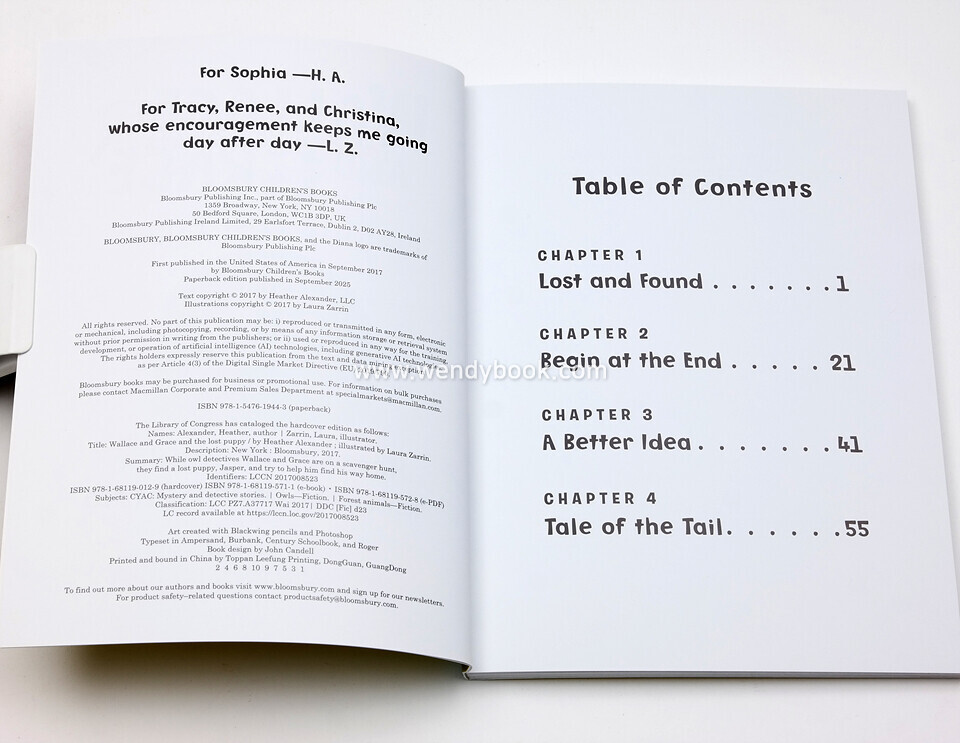 For Sophia —H. A.
For Tracy, Renee, and Christina,
whose encouragement keeps me going
day after day —L. Z.
BLOOMSBURY CHILDREN'S BOOKS
Bloomsbury Publishing Inc., part of Bloomsbury Publishing Plc
1359 Broadway, New York, NY 10018
50 Bedford Square, London, WC1B 3DP, UK
Bloomsbury Publishing Ireland Limited, 29 Earlsfort Terrace, Dublin 2, D02 AY28, Ireland
BLOOMSBURY, BLOOMSBURY CHILDREN'S BOOKS, and the Diana logo are trademarks of
Bloomsbury Publishing Plc
First published in the United States of America in September 2017
by Bloomsbury Children's Books
Paperback edition published in September 2025
Text copyright © 2017 by Heather Alexander, LLC
Illustrations copyright © 2017 by Laura Zarrin
All rights reserved. No part of this publication may be: i) reproduced or transmitted in any form, electronic
or mechanical, including photocopying, recording, or by means of any information storage or retrieval system
without prior permission in writing from the publishers; or ii) used or reproduced in any way for the training,
development, or operation of artificial intelligence (AI) technologies, including generative AI technologies.
The rights holders expressly reserve this publication from the text and data mining
as per Article 4(3) of the Digital Single Market Directive (EU)
Bloomsbury books may be purchased for business or promotional use. For information on bulk purchases
please contact Macmillan Corporate and Premium Sales Department at specialmarkets@macmillan.com.
ISBN 978-1-5476-1944-3 (paperback)
The Library of Congress has cataloged the hardcover edition as follows:
Names: Alexander, Heather, author | Zarrin, Laura, illustrator.
Title: Wallace and Grace and the lost puppy / by Heather Alexander ; illustrated by Laura Zarrin.
Description: New York : Bloomsbury, 2017.
Summary: While owl detectives Wallace and Grace are on a scavenger hunt,
they find a lost puppy, Jasper, and try to help him find his way home.
Identifiers: LCCN 2017008523
ISBN 978-1-68119-012-9 (hardcover) ISBN 978-1-68119-571-1 (e-book) • ISBN 978-1-68119-572-8 (e-PDF)
Subjects: CYAC: Mystery and detective stories. | Owls—Fiction. | Forest animals—Fiction.
Classification: LCC PZ7.A37717 Wai 2017 | DDC [Fic] d23
LC record available at https://lccn.loc.gov/2017008523
Art created with Blackwing pencils and Photoshop
Typeset in Ampersand, Burbank, Century Schoolbook, and Roger
Book design by John Candell
Printed and bound in China by Toppan Leefung Printing, DongGuan, GuangDong
2 4 6 8 10 9 7 5 3 1
To find out more about our authors and books visit www.bloomsbury.com and sign up for our newsletters.
For product safety–related questions contact productsafety@bloomsbury.com.
www.wendybook.com
Table of Contents
CHAPTER 1
Lost and Found . . . . . . . 1
CHAPTER 2
Begin at the End . . . . . 21
CHAPTER 3
A Better Idea . . . . . . . 41
CHAPTER 4
Tale of the Tail. . . . . . . 55